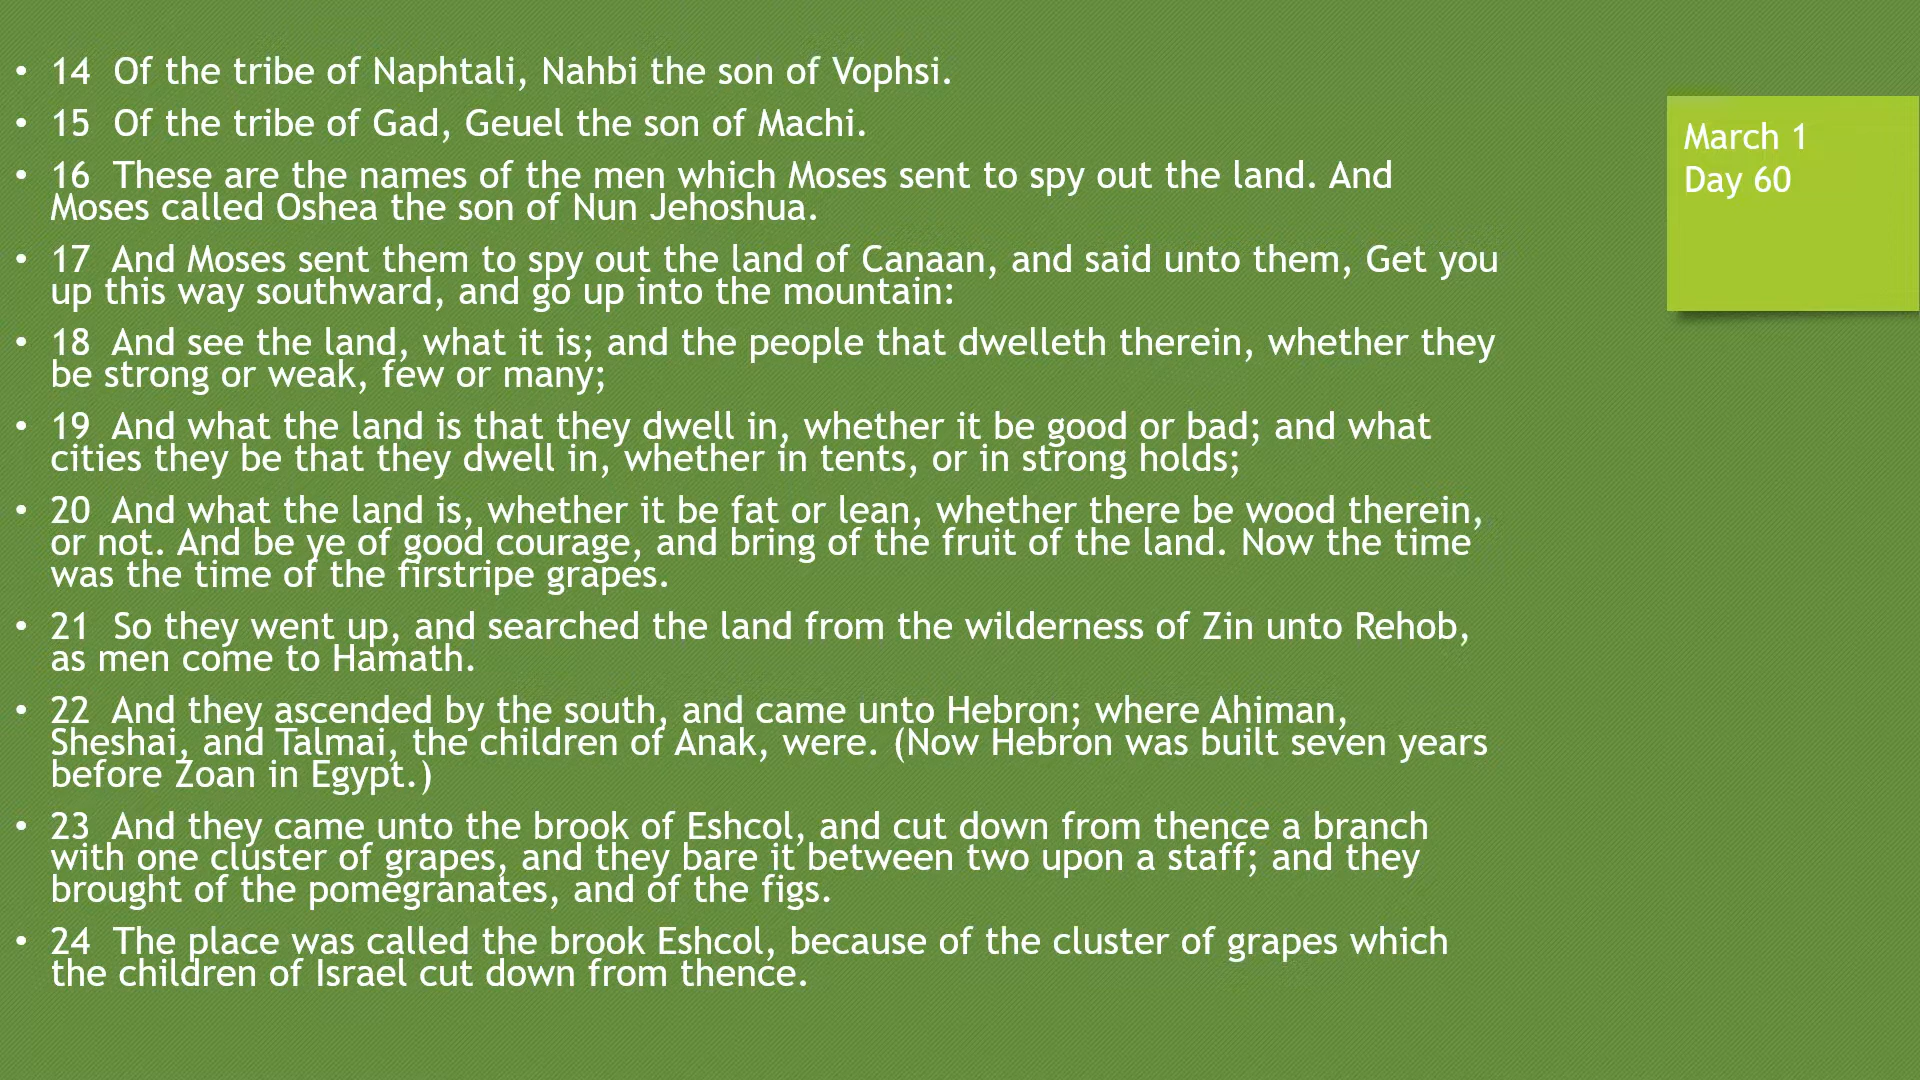 • 14  Of the tribe of Naphtali, Nahbi the son of Vophsi.
• 15  Of the tribe of Gad, Geuel the son of Machi.
• 16  These are the names of the men which Moses sent to spy out the land. And
Moses called Oshea the son of Nun Jehoshua.
• 17  And Moses sent them to spy out the land of Canaan, and said unto them, Get you
up this way southward, and go up into the mountain:
• 18  And see the land, what it is; and the people that dwelleth therein, whether they
be strong or weak, few or many;
• 19  And what the land is that they dwell in, whether it be good or bad; and what
cities they be that they dwell in, whether in tents, or in strong holds;
• 20  And what the land is, whether it be fat or lean, whether there be wood therein,
or not. And be ye of good courage, and bring of the fruit of the land. Now the time
was the time of the firstripe grapes.
• 21  So they went up, and searched the land from the wilderness of Zin unto Rehob,
as men come to Hamath.
• 22  And they ascended by the south, and came unto Hebron; where Ahiman,
Sheshai, and Talmai, the children of Anak, were. (Now Hebron was built seven years
before Zoan in Egypt.)
• 23  And they came unto the brook of Eshcol, and cut down from thence a branch
with one cluster of grapes, and they bare it between two upon a staff; and they
brought of the pomegranates, and of the figs.
• 24  The place was called the brook Eshcol, because of the cluster of grapes which
the children of Israel cut down from thence.
March 1
Day 60